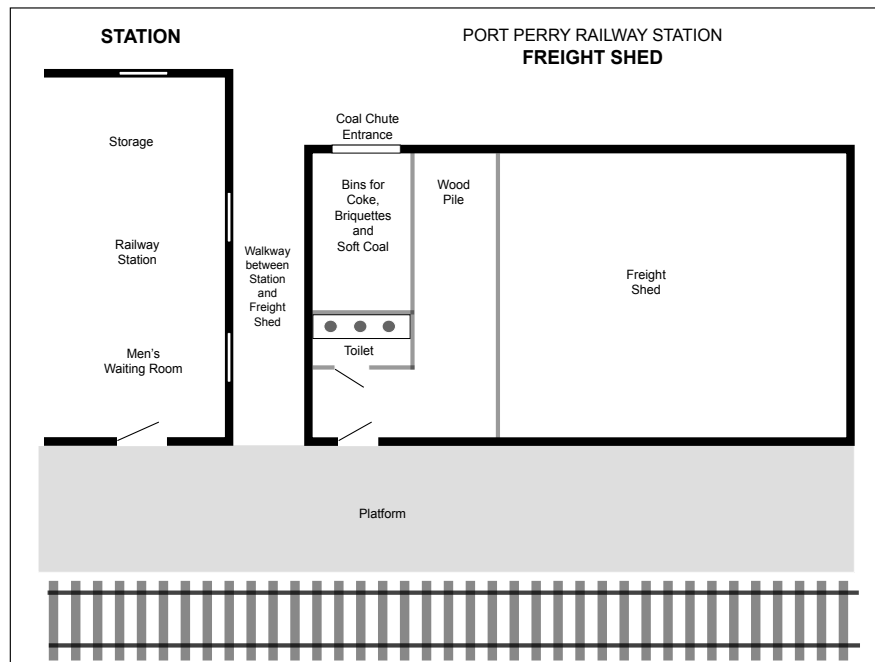 STATION
PORT PERRY RAILWAY STATION
FREIGHT SHED
Storage
Railway
Station
Men's
Waiting Room
Walkway
between
Station
and
Freight
Shed
Coal Chute
Entrance
Bins for
Coke,
Briquettes
and
Soft Coal
Toilet
Wood
Pile
Freight
Shed
Platform